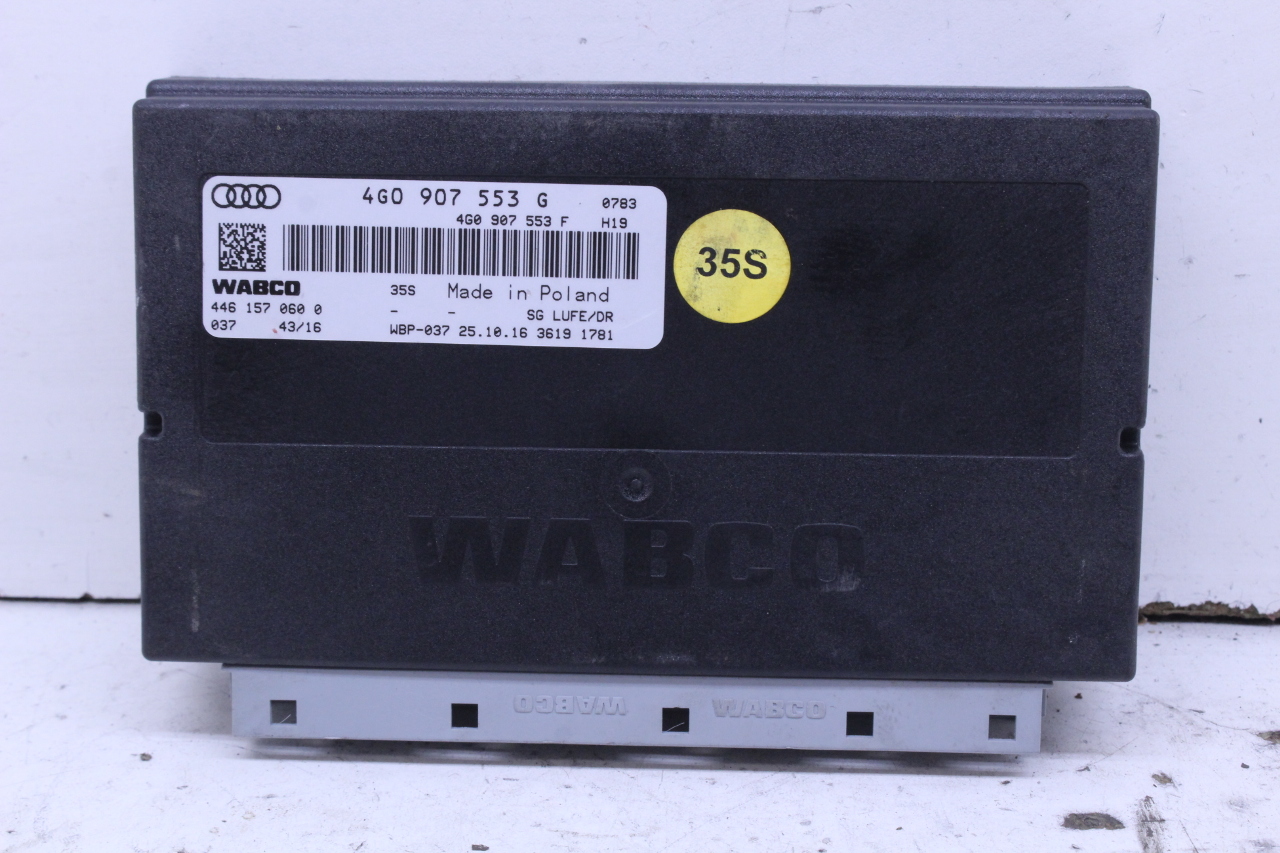 4G0 907 553 G 0783
4G0 907 553 F H19
WABCO 35S Made in Poland
446 157 060 0 - - SG LUFE/DR
037 43/16 WBP-037 25.10.16 3619 1781
35S
WABCO
WABCO WABCO